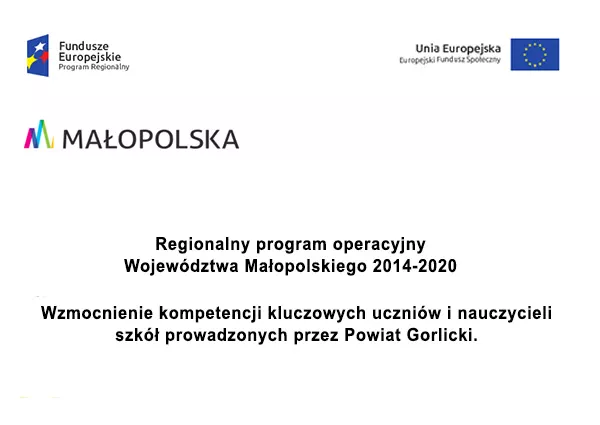 Fundusze
Europejskie
Program Regionalny
Unia Europejska
Europejski Fundusz Społeczny
MAŁOPOLSKA
Regionalny program operacyjny
Województwa Małopolskiego 2014-2020
Wzmocnienie kompetencji kluczowych uczniów i nauczycieli
szkół prowadzonych przez Powiat Gorlicki.